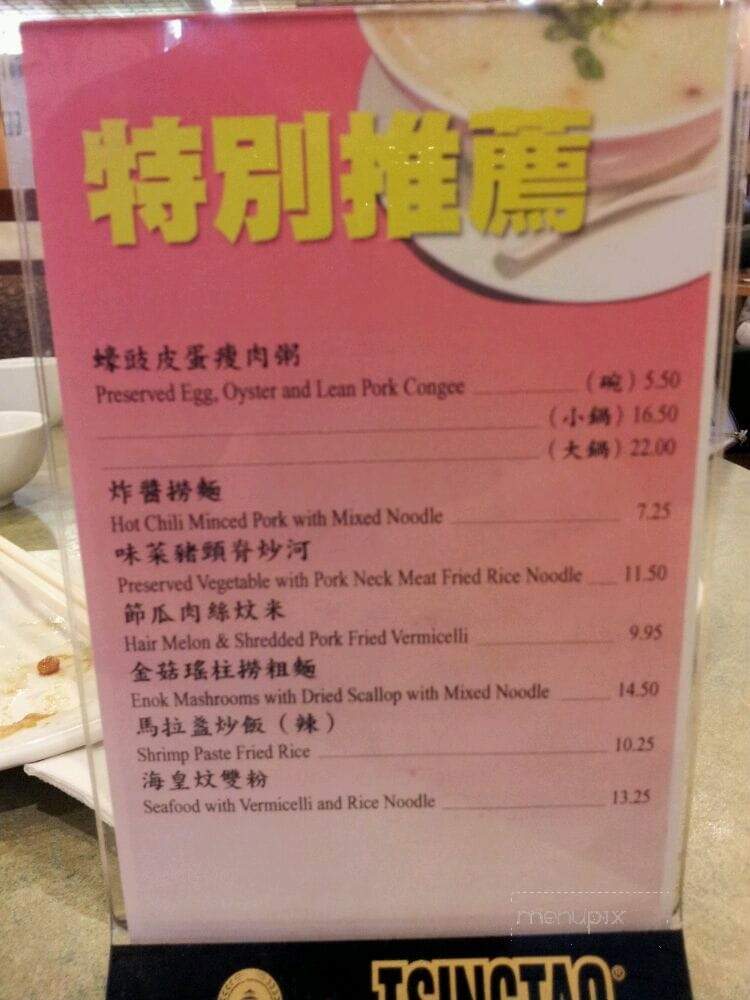 特別推薦
蠔豉皮蛋瘦肉粥
Preserved Egg, Oyster and Lean Pork Congee (碗) 5.50
(小鍋) 16.50
(大鍋) 22.00
炸醬撈麵
Hot Chili Minced Pork with Mixed Noodle 7.25
味菜豬頸脊炒河
Preserved Vegetable with Pork Neck Meat Fried Rice Noodle 11.50
節瓜肉絲炆米
Hair Melon & Shredded Pork Fried Vermicelli 9.95
金菇瑤柱撈粗麵
Enok Mashrooms with Dried Scallop with Mixed Noodle 14.50
馬拉盞炒飯（辣）
Shrimp Paste Fried Rice 10.25
海皇炆雙粉
Seafood with Vermicelli and Rice Noodle 13.25
menupix
TSINGTAO®